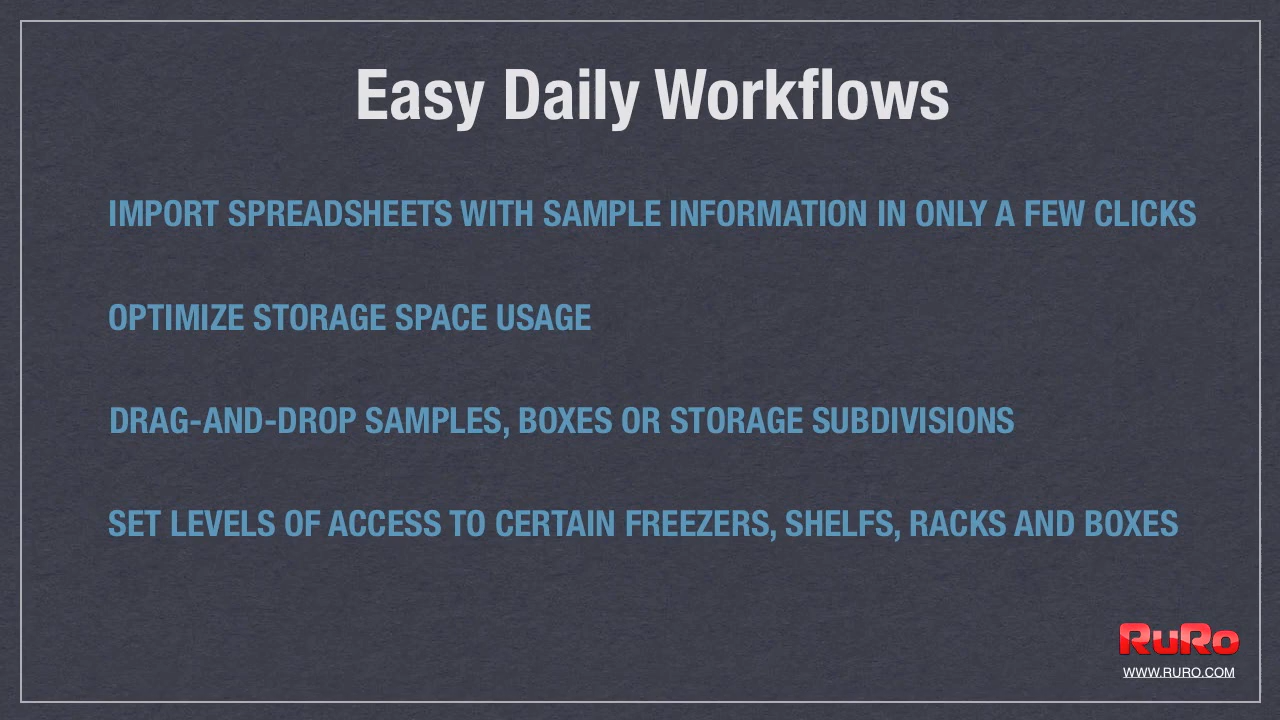 Easy Daily Workflows
IMPORT SPREADSHEETS WITH SAMPLE INFORMATION IN ONLY A FEW CLICKS
OPTIMIZE STORAGE SPACE USAGE
DRAG-AND-DROP SAMPLES, BOXES OR STORAGE SUBDIVISIONS
SET LEVELS OF ACCESS TO CERTAIN FREEZERS, SHELFS, RACKS AND BOXES
RuRo
WWW.RURO.COM